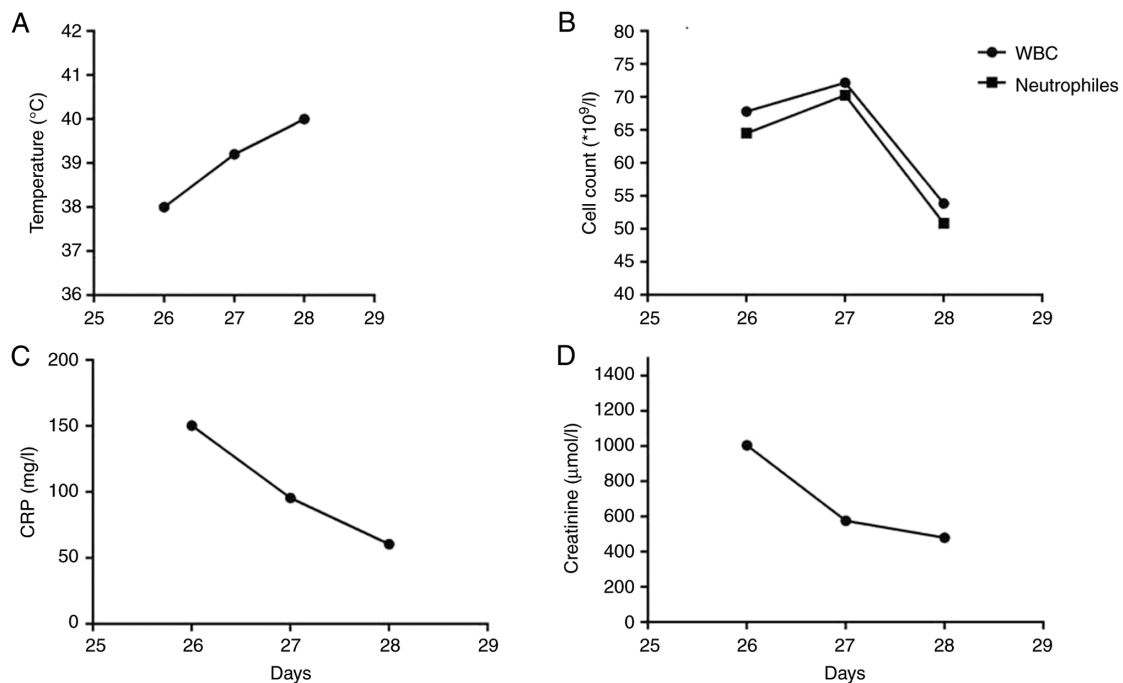 A
42
41
40
39
38
37
36
Temperature (°C)
25 26 27 28 29
B
80
75
70
65
60
55
50
45
40
Cell count (*10⁹/l)
25 26 27 28 29
WBC
Neutrophiles
C
200
150
100
50
0
CRP (mg/l)
25 26 27 28 29
Days
D
1400
1200
1000
800
600
400
200
0
Creatinine (µmol/l)
25 26 27 28 29
Days